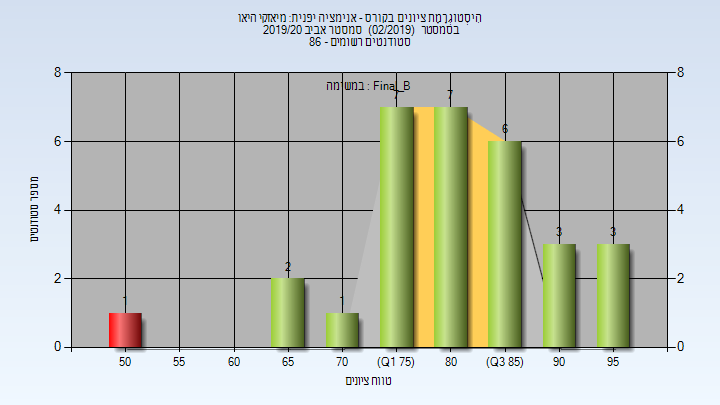 היסטוגרמת ציונים בקורס - אנימציה יפנית: מיאזקי היאו
בסמסטר (02/2019) סמסטר אביב 2019/20
סטודנטים רשומים - 86
במשימה : Final_B
מספר סטודנטים
8 8
6 6
4 4
2 2
0 0
1 2 1 7 7 6 3 3
50 55 60 65 70 (Q1 75) 80 (Q3 85) 90 95
טווח ציונים